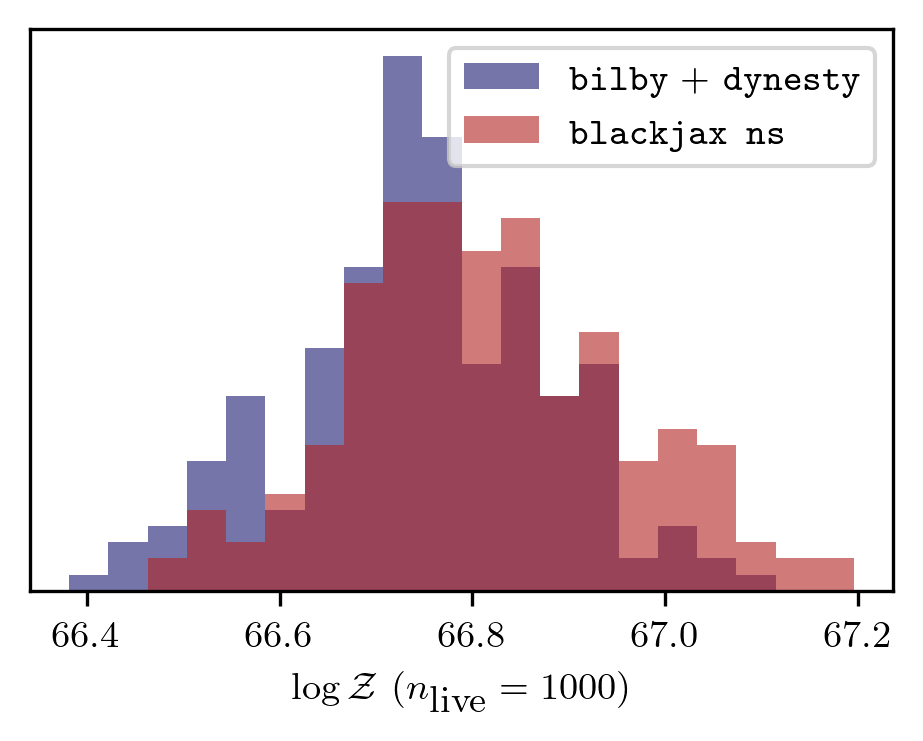 bilby + dynesty
blackjax ns
66.4 66.6 66.8 67.0 67.2
log 𝒵 (n_live = 1000)